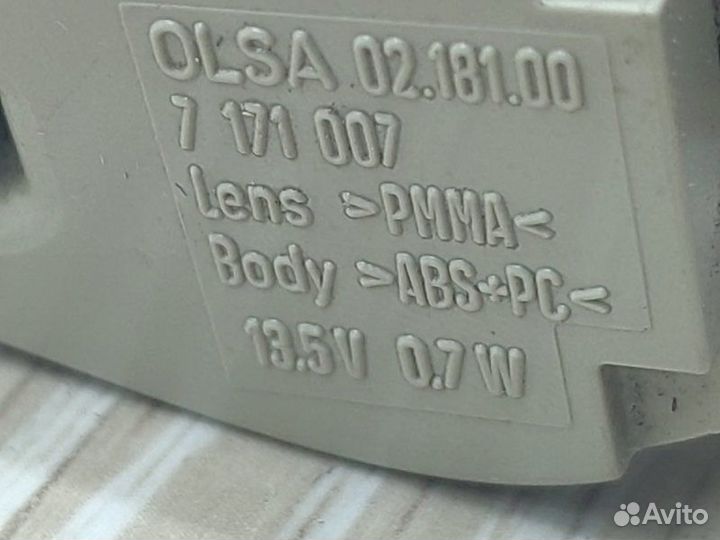 OLSA 02.181.00
7 171 007
Lens >PMMA<
Body >ABS*PC<
13.5V 0.7W
Avito